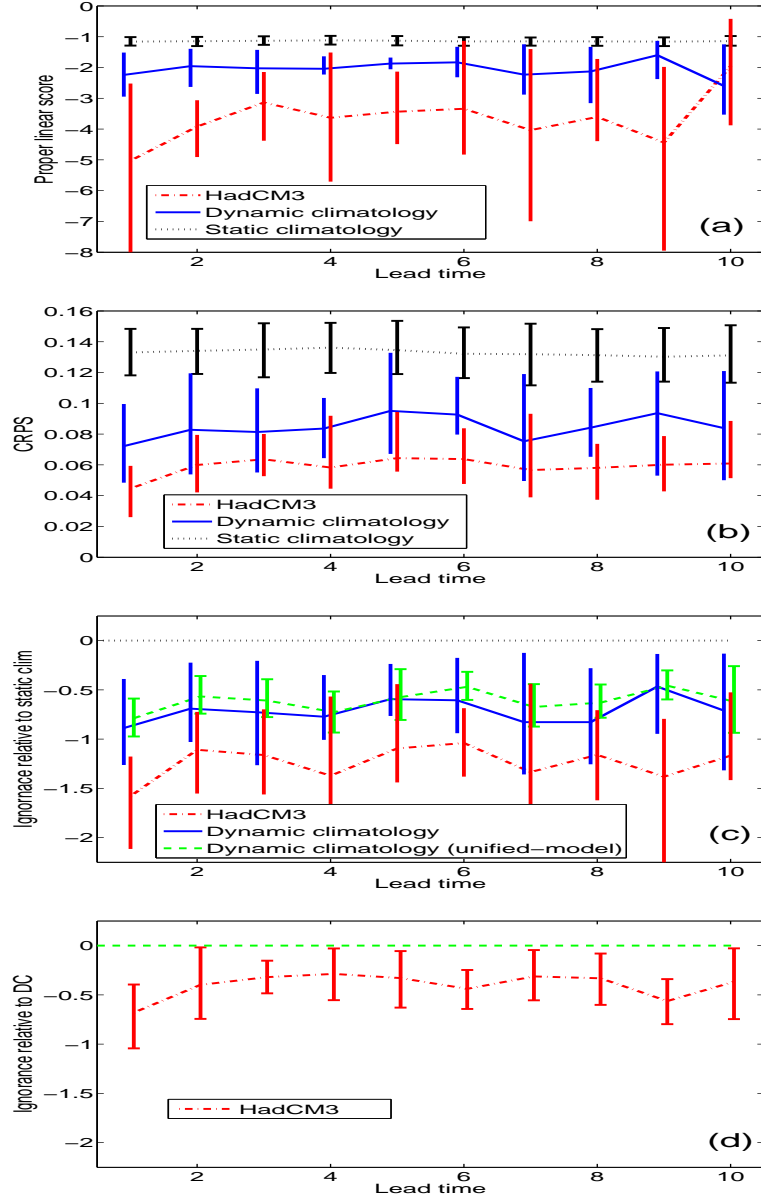 −1
−2
−3
−4
−5
−6
−7
−8
0
Proper linear score
HadCM3
Dynamic climatology
Static climatology
(a)
2 4 6 8 10
Lead time
0.16
0.14
0.12
0.1
0.08
0.06
0.04
0.02
0
CRPS
HadCM3
Dynamic climatology
Static climatology
(b)
2 4 6 8 10
Lead time
0
−0.5
−1
−1.5
−2
Ignornace relative to static clim
HadCM3
Dynamic climatology
Dynamic climatology (unified−model)
(c)
2 4 6 8 10
Lead time
0
−0.5
−1
−1.5
−2
Ignorance relative to DC
HadCM3
(d)
2 4 6 8 10
Lead time